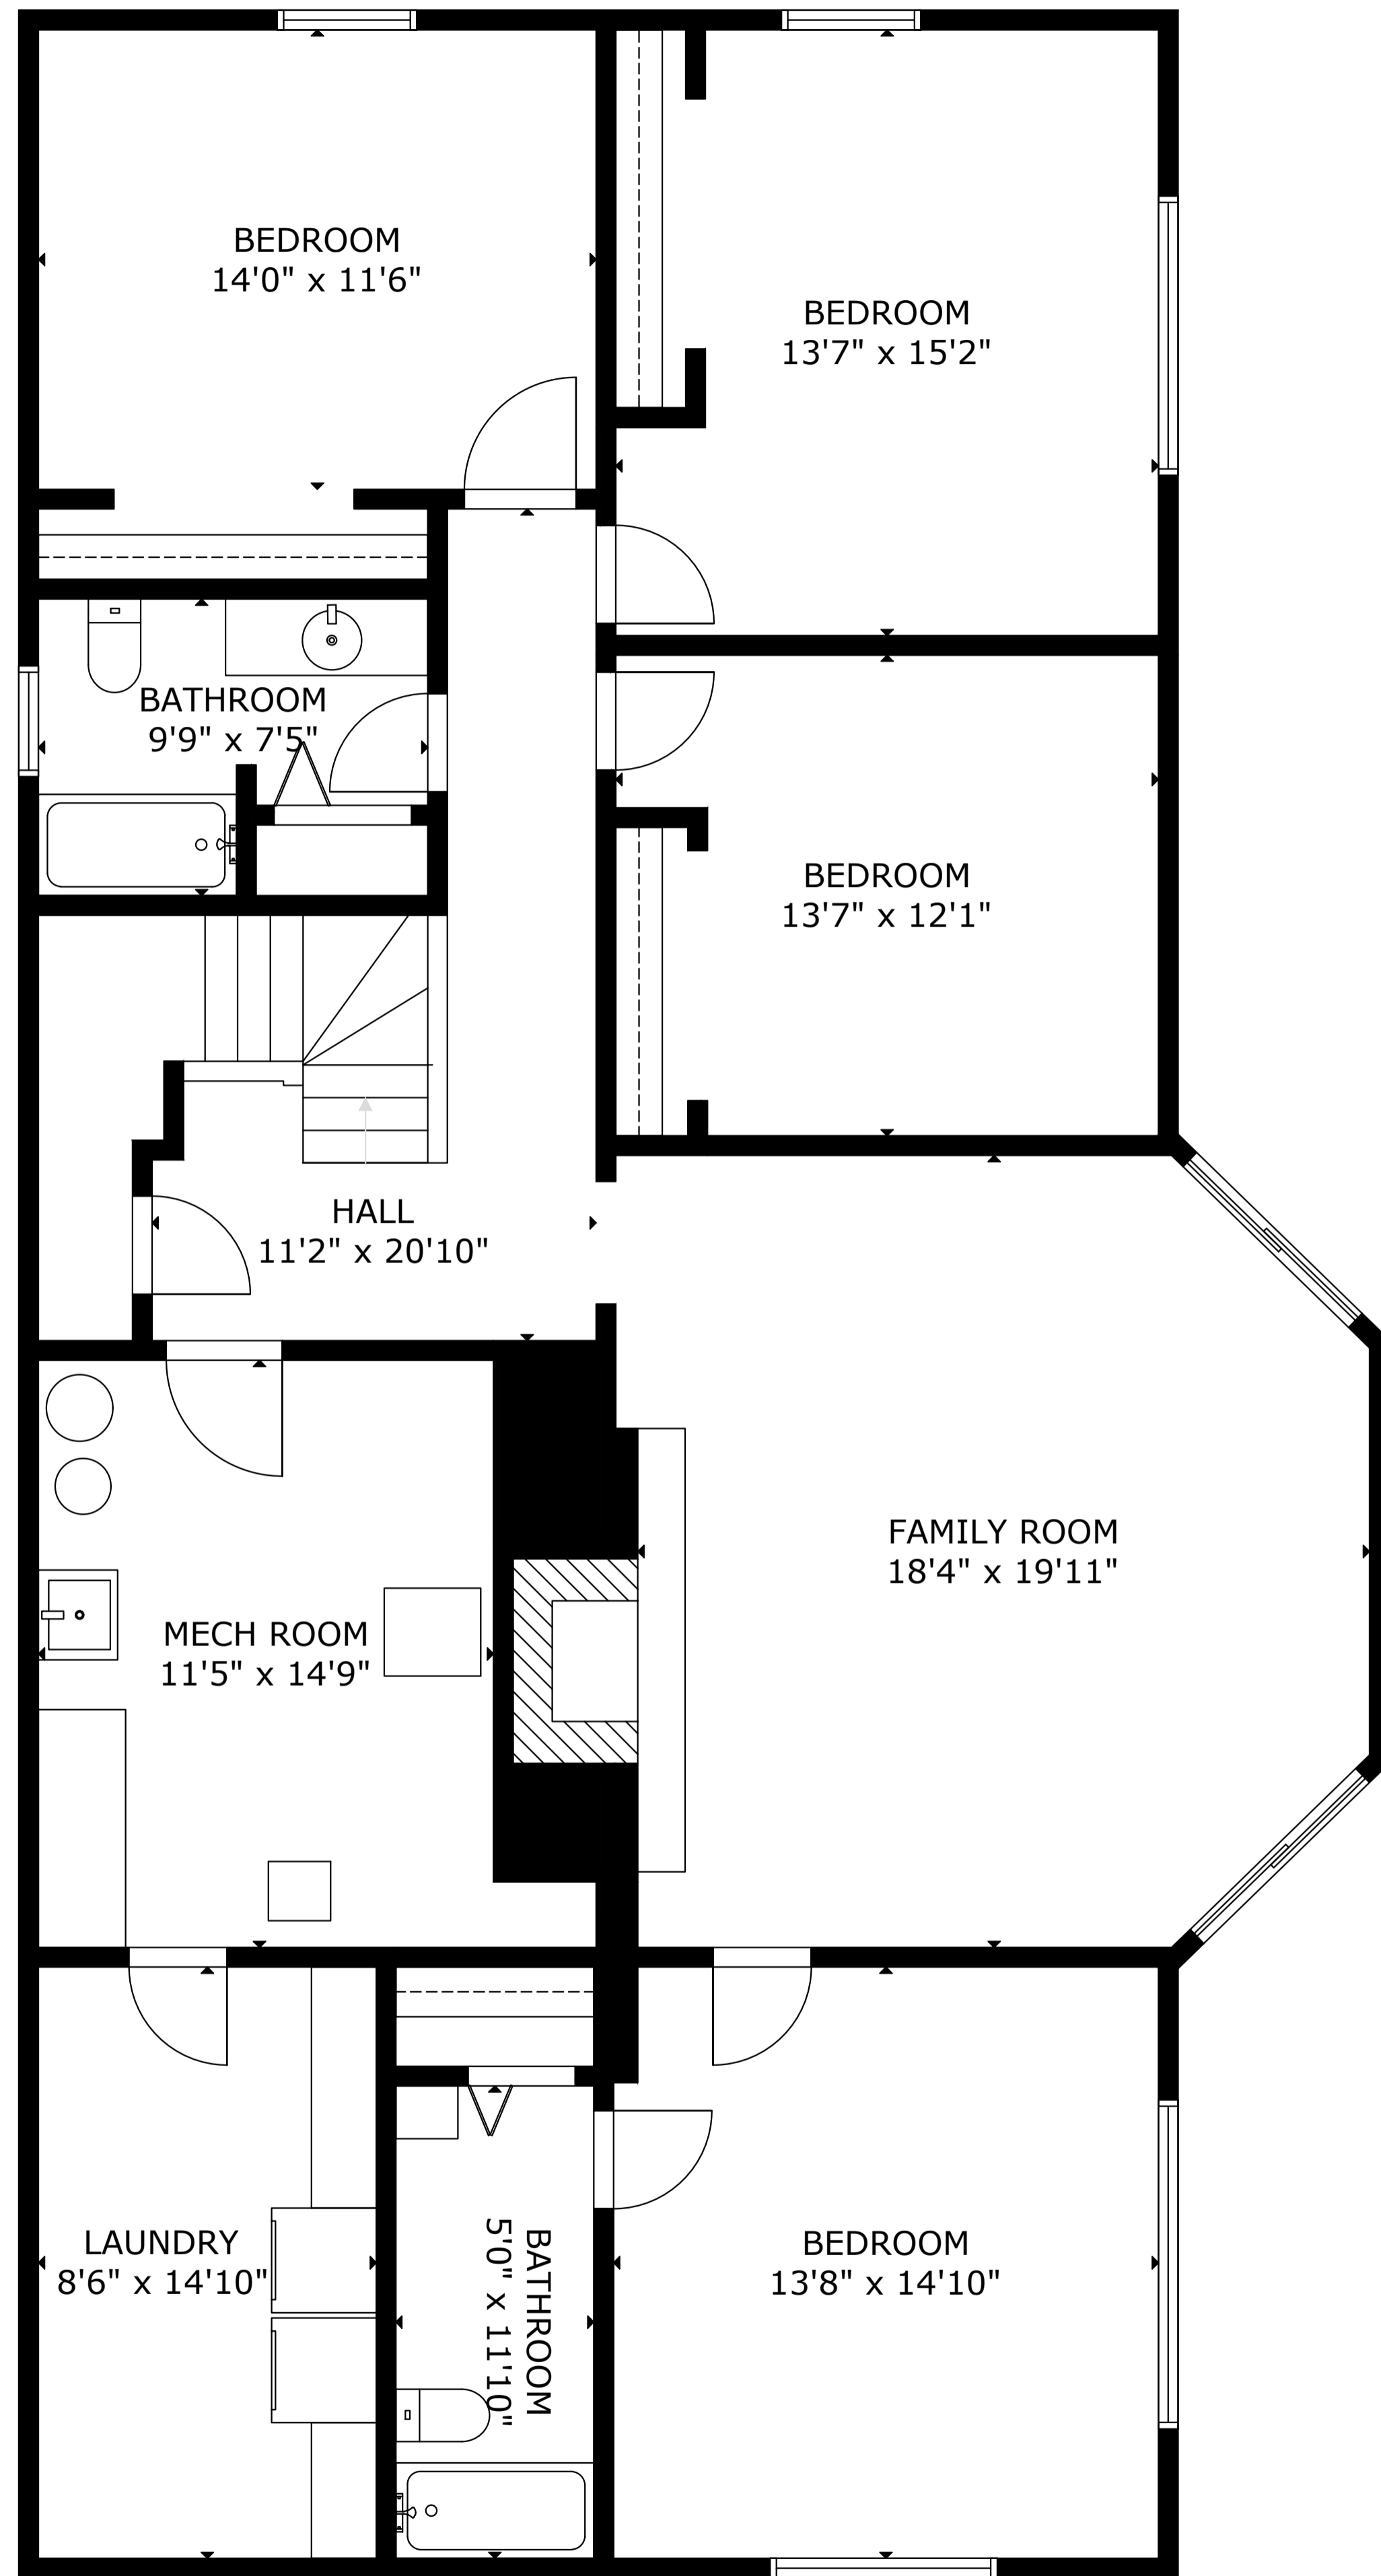 BEDROOM
14'0" x 11'6"
BEDROOM
13'7" x 15'2"
BATHROOM
9'9" x 7'5"
BEDROOM
13'7" x 12'1"
HALL
11'2" x 20'10"
FAMILY ROOM
18'4" x 19'11"
MECH ROOM
11'5" x 14'9"
LAUNDRY
8'6" x 14'10"
BATHROOM
5'0" x 11'10"
BEDROOM
13'8" x 14'10"